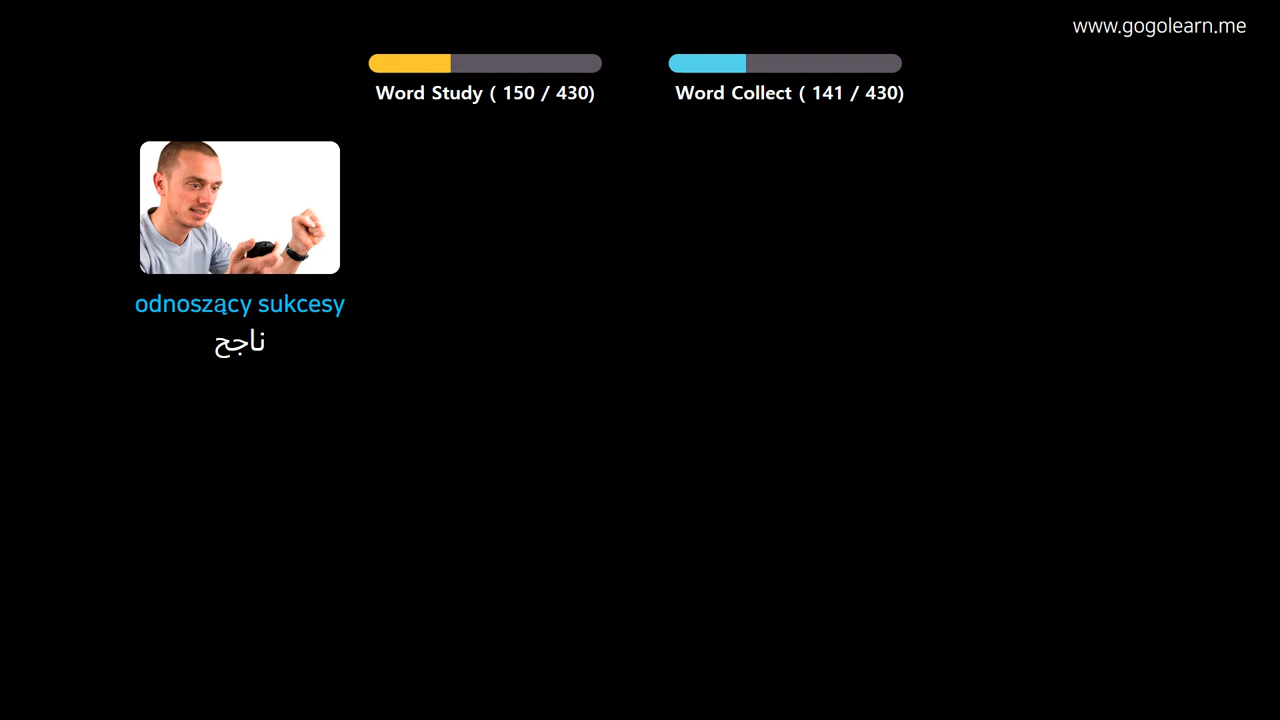 www.gogolearn.me
Word Study ( 150 / 430)
Word Collect ( 141 / 430)
odnoszący sukcesy
ناجح